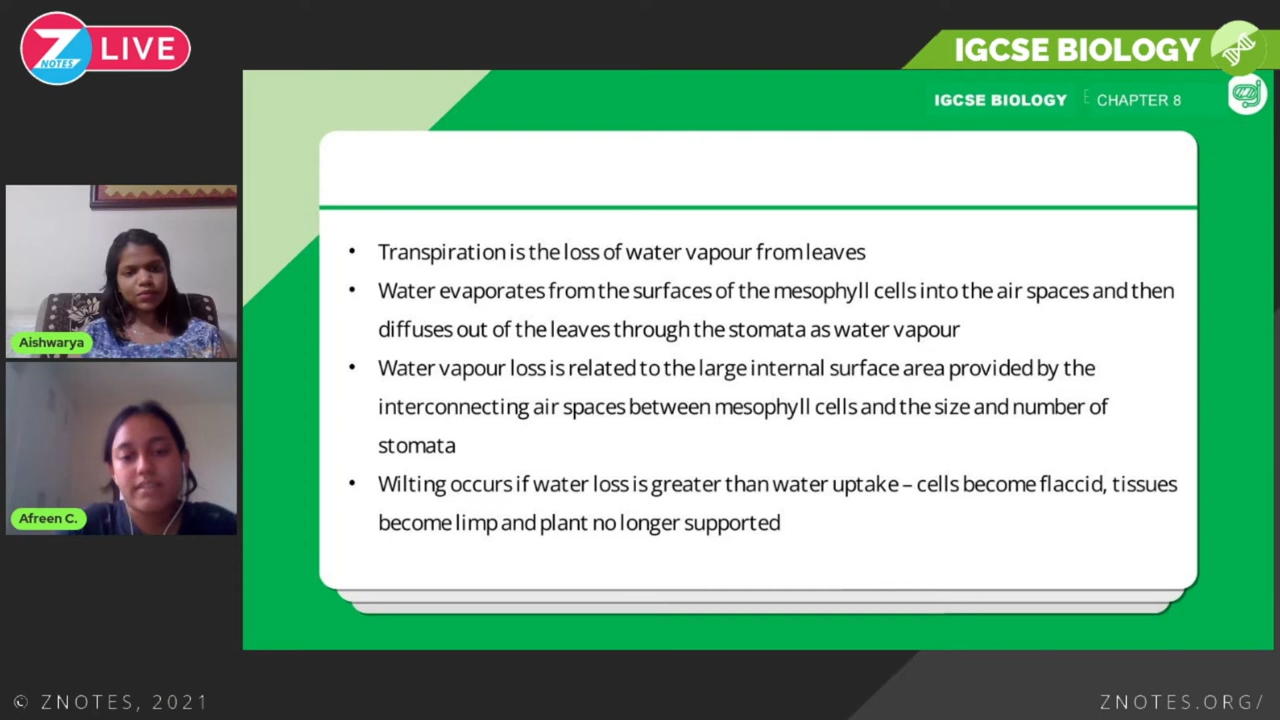 Z NOTES LIVE
IGCSE BIOLOGY
IGCSE BIOLOGY CHAPTER 8
• Transpiration is the loss of water vapour from leaves
• Water evaporates from the surfaces of the mesophyll cells into the air spaces and then
diffuses out of the leaves through the stomata as water vapour
• Water vapour loss is related to the large internal surface area provided by the
interconnecting air spaces between mesophyll cells and the size and number of
stomata
• Wilting occurs if water loss is greater than water uptake – cells become flaccid, tissues
become limp and plant no longer supported
Aishwarya
Afreen C.
© ZNOTES, 2021
ZNOTES.ORG/